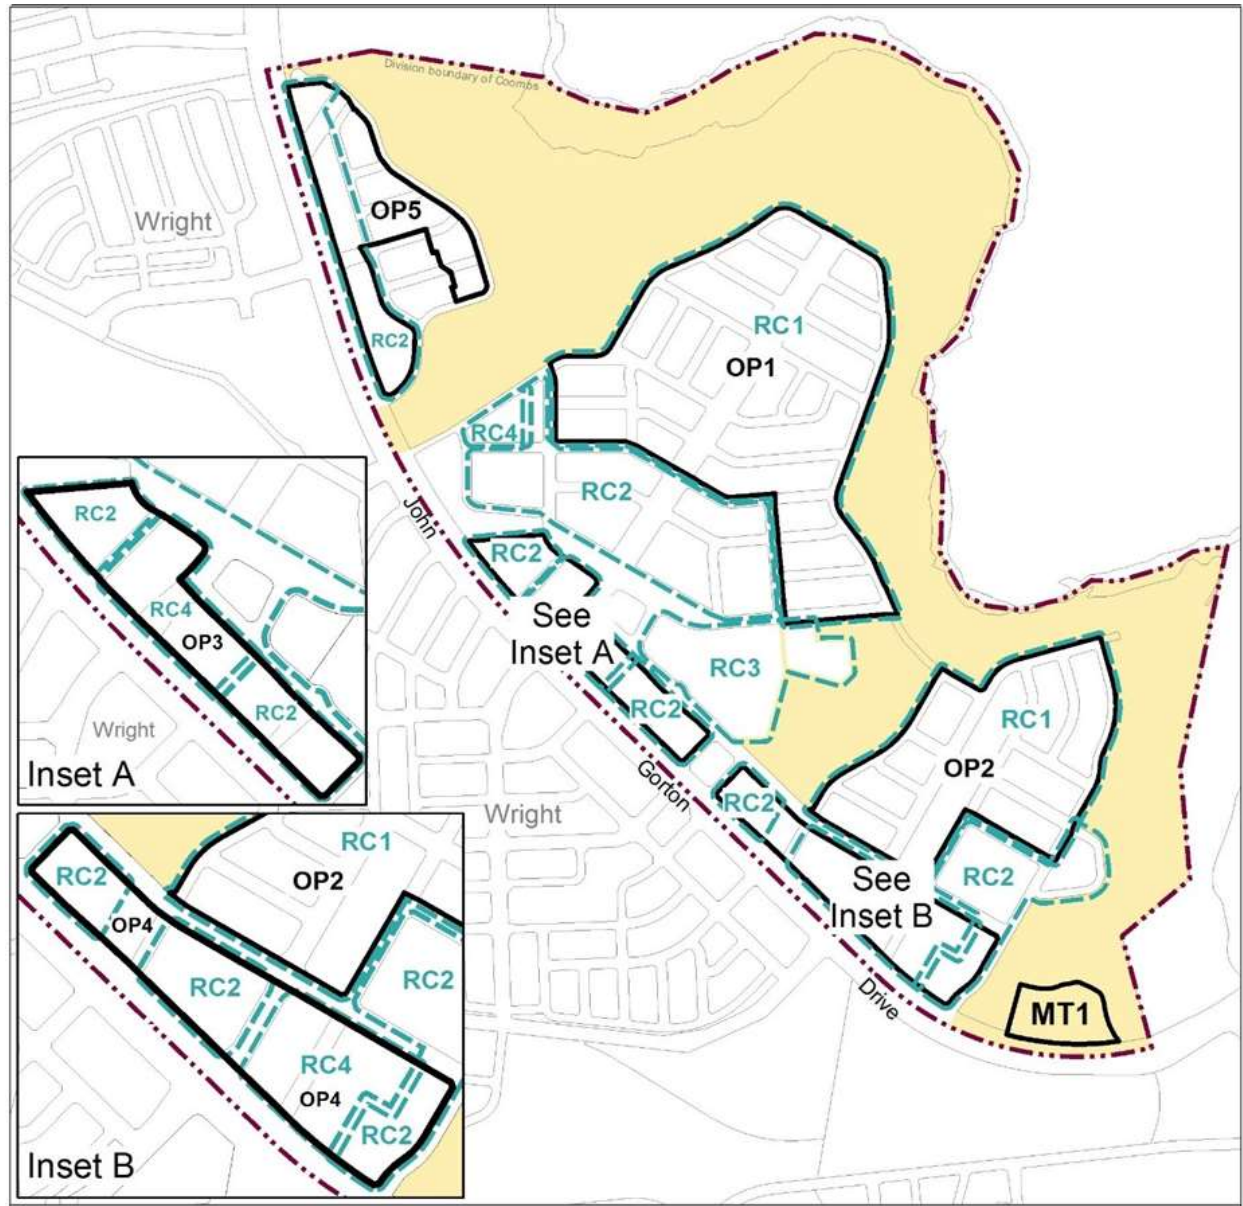 Division boundary of Coombs
Wright
OP5
RC2
RC1
OP1
RC4
RC2
John
RC2
See
Inset A
RC3
RC2
RC1
OP2
Gorton
RC2
Wright
See
Inset B
RC2
Drive
MT1
RC2
RC4
OP3
RC2
Wright
Inset A
RC1
OP2
RC2
OP4
RC2
RC2
RC4
OP4
RC2
Inset B